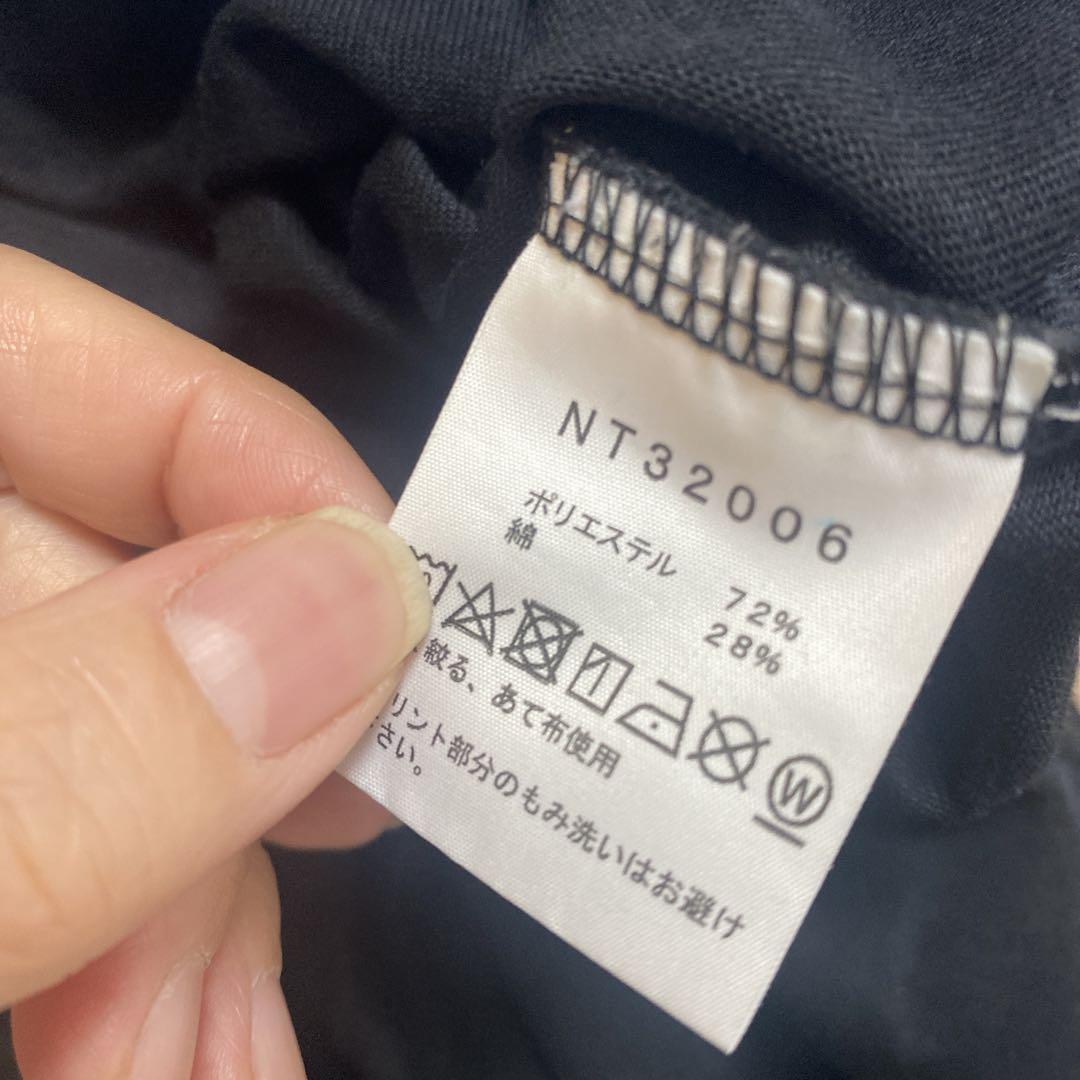 NT32006
ポリエステル 72%
綿 28%
絞る、あて布使用
リント部分のもみ洗いはお避け
さい。
W